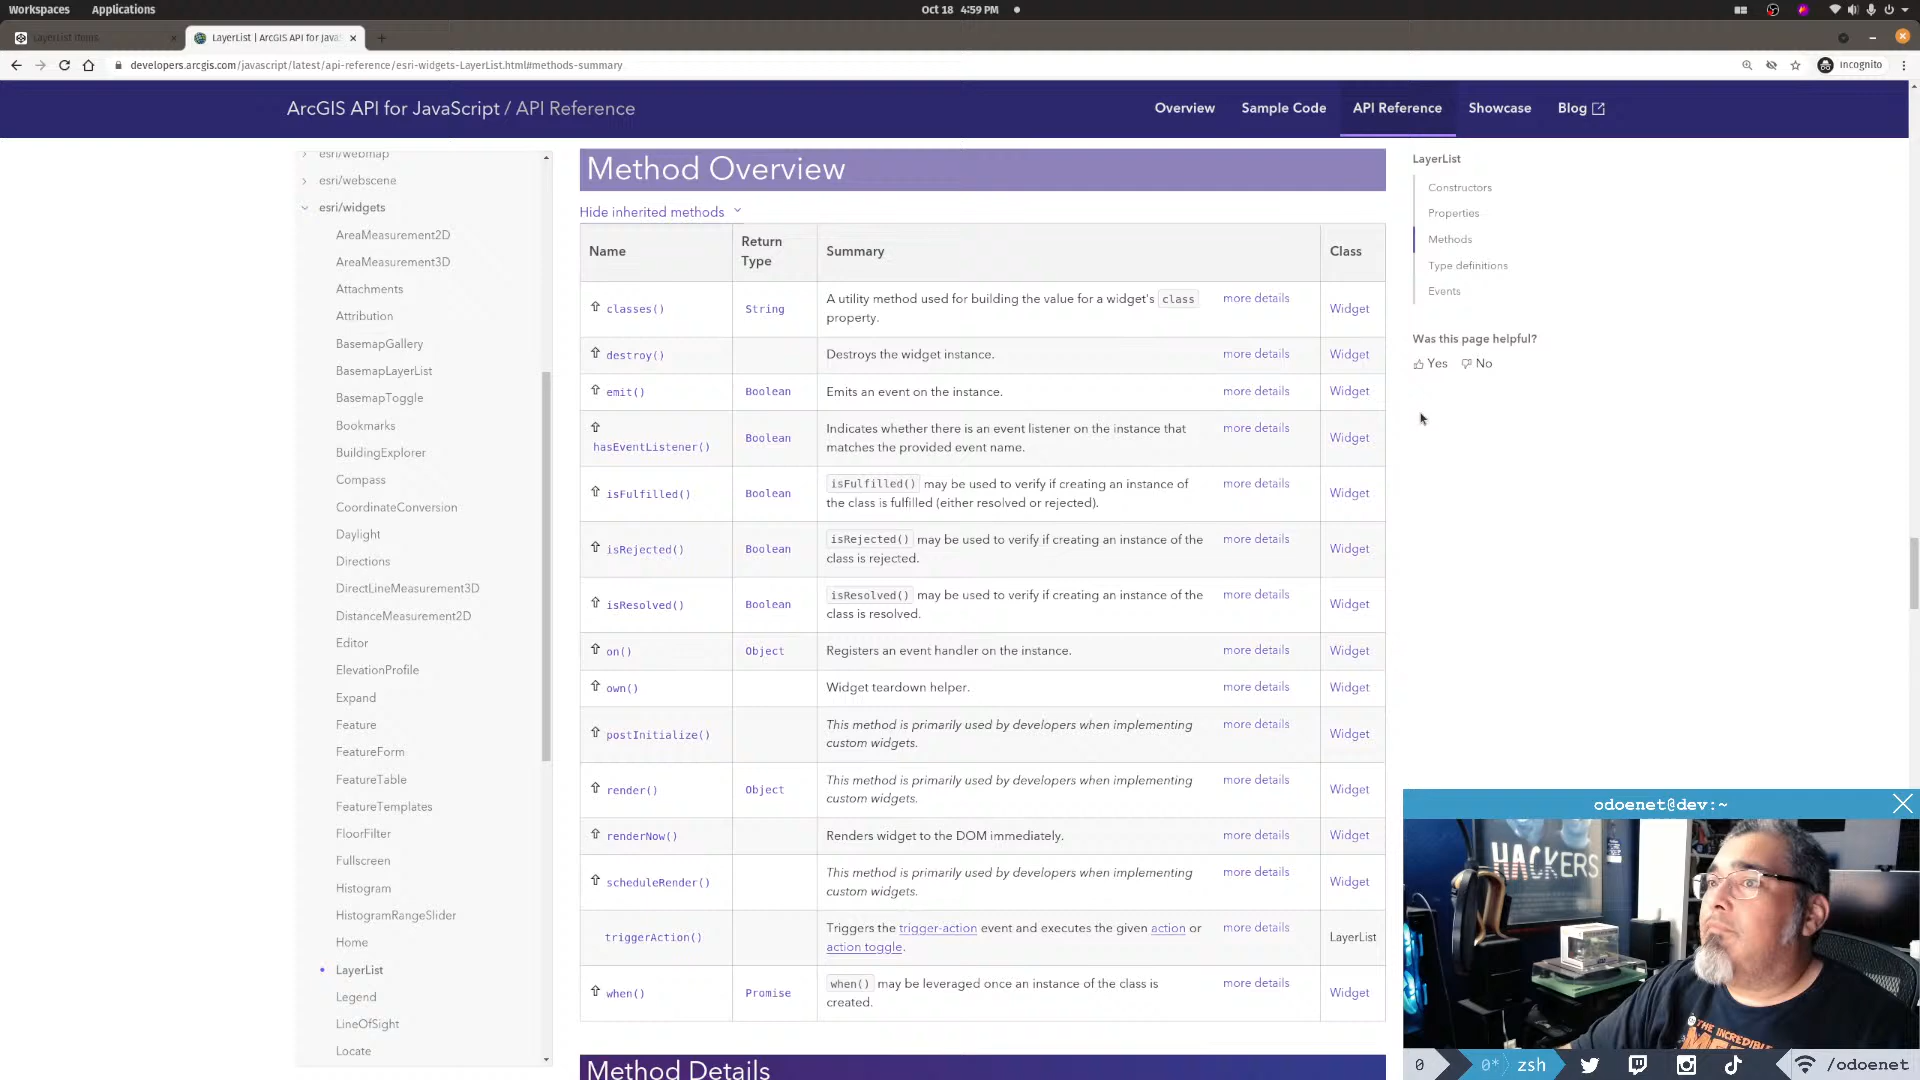 Workspaces Applications Oct 18 4:59 PM
LayerList Items LayerList | ArcGIS API for Java
developers.arcgis.com/javascript/latest/api-reference/esri-widgets-LayerList.html#methods-summary Incognito
ArcGIS API for JavaScript / API Reference Overview Sample Code API Reference Showcase Blog
esri/webmap
esri/webscene
esri/widgets
AreaMeasurement2D
AreaMeasurement3D
Attachments
Attribution
BasemapGallery
BasemapLayerList
BasemapToggle
Bookmarks
BuildingExplorer
Compass
CoordinateConversion
Daylight
Directions
DirectLineMeasurement3D
DistanceMeasurement2D
Editor
ElevationProfile
Expand
Feature
FeatureForm
FeatureTable
FeatureTemplates
FloorFilter
Fullscreen
Histogram
HistogramRangeSlider
Home
LayerList
Legend
LineOfSight
Locate
Method Overview
Hide inherited methods
Name Return Type Summary Class
classes() String A utility method used for building the value for a widget's class more details Widget
property.
destroy() Destroys the widget instance. more details Widget
emit() Boolean Emits an event on the instance. more details Widget
hasEventListener() Boolean Indicates whether there is an event listener on the instance that more details Widget
matches the provided event name.
isFulfilled() Boolean isFulfilled() may be used to verify if creating an instance of more details Widget
the class is fulfilled (either resolved or rejected).
isRejected() Boolean isRejected() may be used to verify if creating an instance of the more details Widget
class is rejected.
isResolved() Boolean isResolved() may be used to verify if creating an instance of the more details Widget
class is resolved.
on() Object Registers an event handler on the instance. more details Widget
own() Widget teardown helper. more details Widget
postInitialize() This method is primarily used by developers when implementing more details Widget
custom widgets.
render() Object This method is primarily used by developers when implementing more details Widget
custom widgets.
renderNow() Renders widget to the DOM immediately. more details Widget
scheduleRender() This method is primarily used by developers when implementing more details Widget
custom widgets.
triggerAction() Triggers the trigger-action event and executes the given action or more details LayerList
action toggle.
when() Promise when() may be leveraged once an instance of the class is more details Widget
created.
Method Details
LayerList
Constructors
Properties
Methods
Type definitions
Events
Was this page helpful?
Yes No
odoenet@dev:~
HACKERS
THE INCREDIBLE
0 0* zsh /odoenet